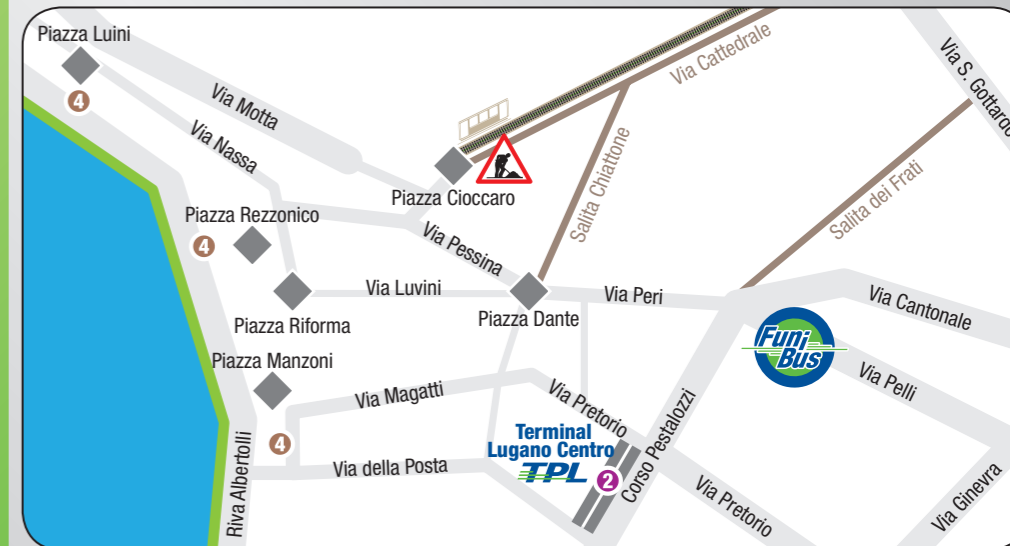 Piazza Luini
4
Via Motta
Via Nassa
Via Cattedrale
Via S. Gottardo
Piazza Cioccaro
Salita Chiattone
Salita dei Frati
Piazza Rezzonico
4
Via Pessina
Via Luvini
Piazza Riforma
Piazza Dante
Via Peri
Via Cantonale
Funi
Bus
Piazza Manzoni
Via Magatti
Via Pretorio
Via Pelli
4
Terminal
Lugano Centro
TPL
2
Corso Pestalozzi
Via della Posta
Riva Albertolli
Via Pretorio
Via Ginevra